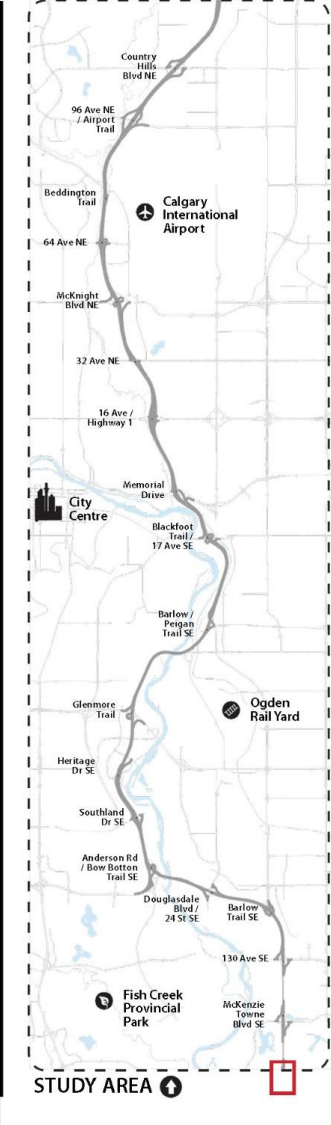 Country
Hills
Blvd NE
96 Ave NE
/ Airport
Trail
Beddington
Trail
Calgary
International
Airport
64 Ave NE
McKnight
Blvd NE
32 Ave NE
16 Ave /
Highway 1
Memorial
Drive
City
Centre
Blackfoot
Trail /
17 Ave SE
Barlow /
Peigan
Trail SE
Glenmore
Trail
Ogden
Rail Yard
Heritage
Dr SE
Southland
Dr SE
Anderson Rd
/ Bow Botton
Trail SE
Douglasdale
Blvd /
24 St SE
Barlow
Trail SE
130 Ave SE
Fish Creek
Provincial
Park
McKenzie
Towne
Blvd SE
STUDY AREA